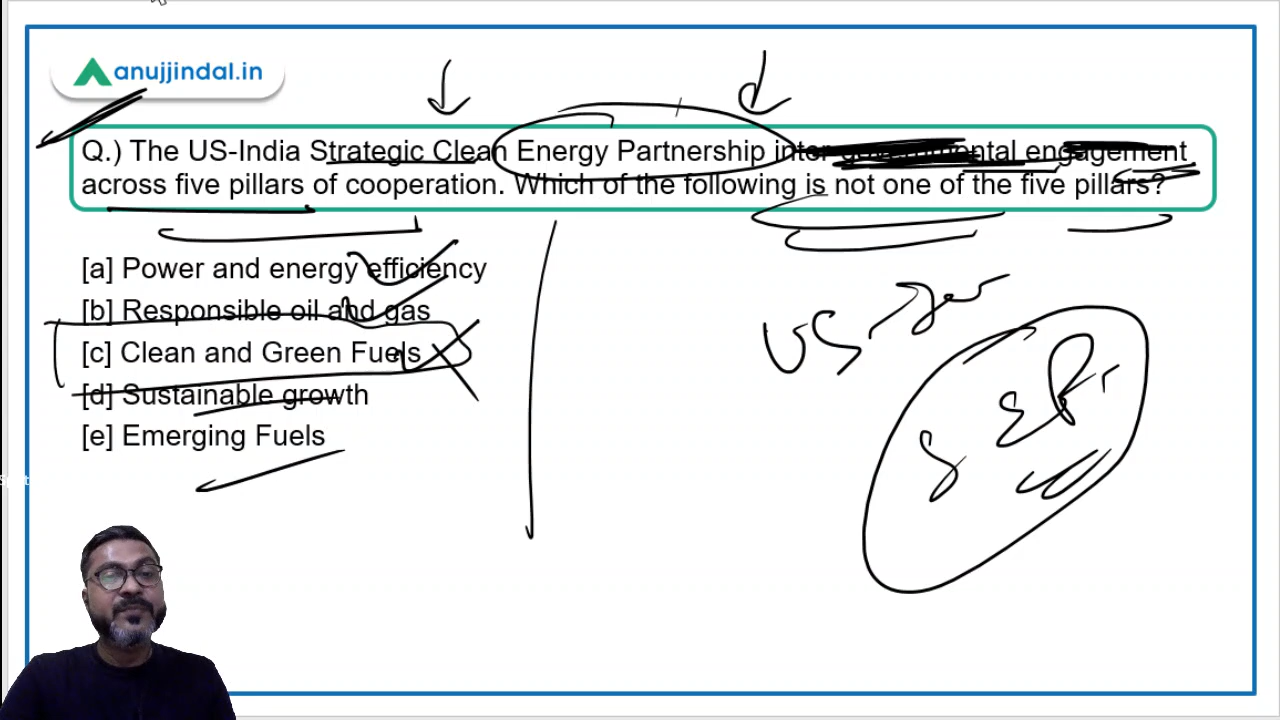 anujjindal.in
Q.) The US-India Strategic Clean Energy Partnership inter-governmental engagement
across five pillars of cooperation. Which of the following is not one of the five pillars?
[a] Power and energy efficiency
[b] Responsible oil and gas
[c] Clean and Green Fuels
[d] Sustainable growth
[e] Emerging Fuels
US